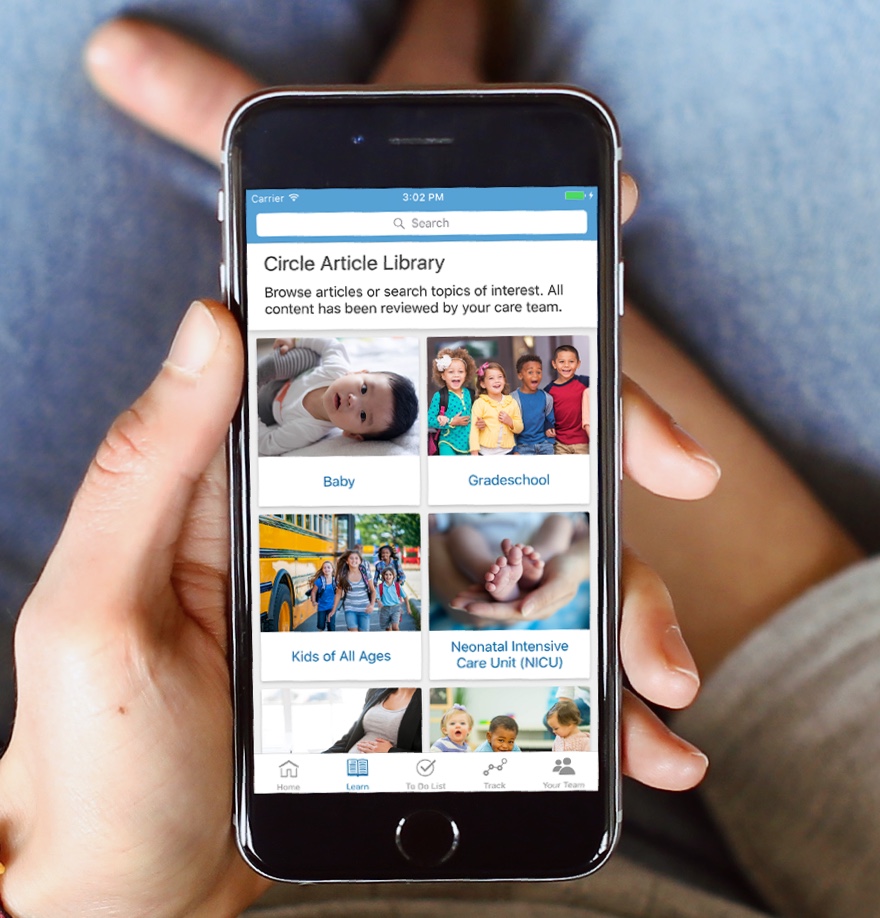 Carrier 3:02 PM
Search
Circle Article Library
Browse articles or search topics of interest. All
content has been reviewed by your care team.
Baby Gradeschool
Kids of All Ages
Neonatal Intensive
Care Unit (NICU)
Home Learn To Do List Track Your Team